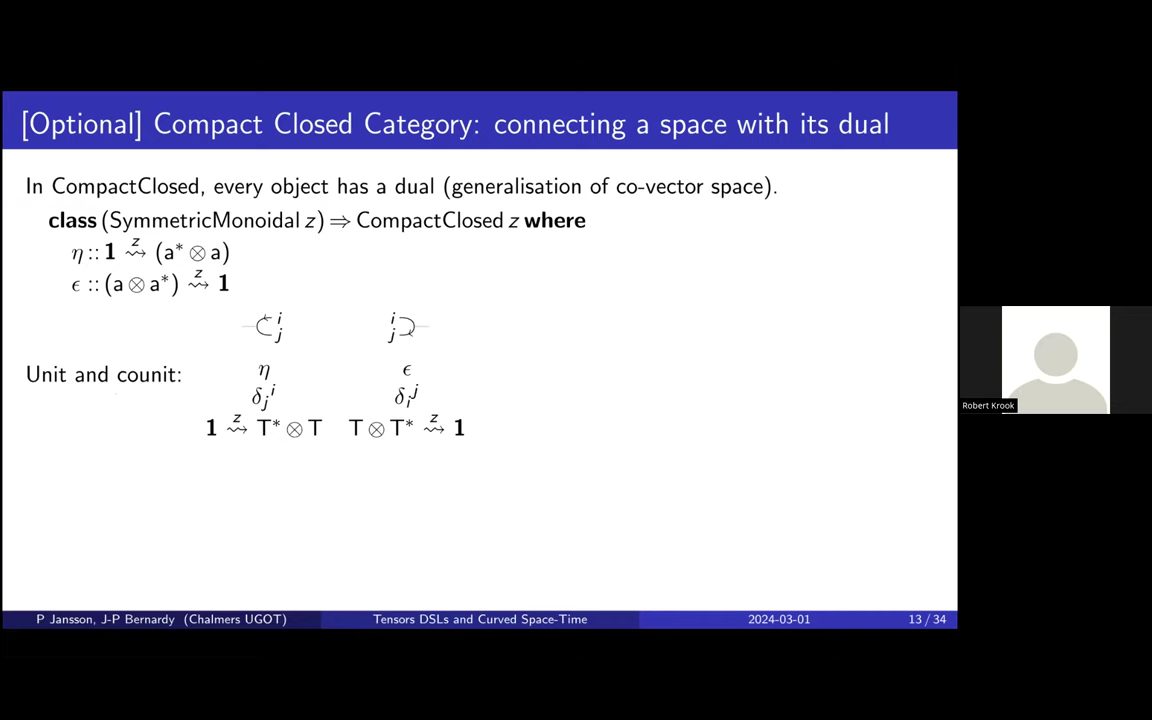 [Optional] Compact Closed Category: connecting a space with its dual
In CompactClosed, every object has a dual (generalisation of co-vector space).
class (SymmetricMonoidal z) ⇒ CompactClosed z where
η :: 1 ⇝ᶻ (a* ⊗ a)
ϵ :: (a ⊗ a*) ⇝ᶻ 1
i i
j j
Unit and counit: η ϵ
δⱼⁱ δᵢʲ
1 ⇝ᶻ T* ⊗ T T ⊗ T* ⇝ᶻ 1
Robert Krook
P Jansson, J-P Bernardy (Chalmers UGOT) Tensors DSLs and Curved Space-Time 2024-03-01 13 / 34